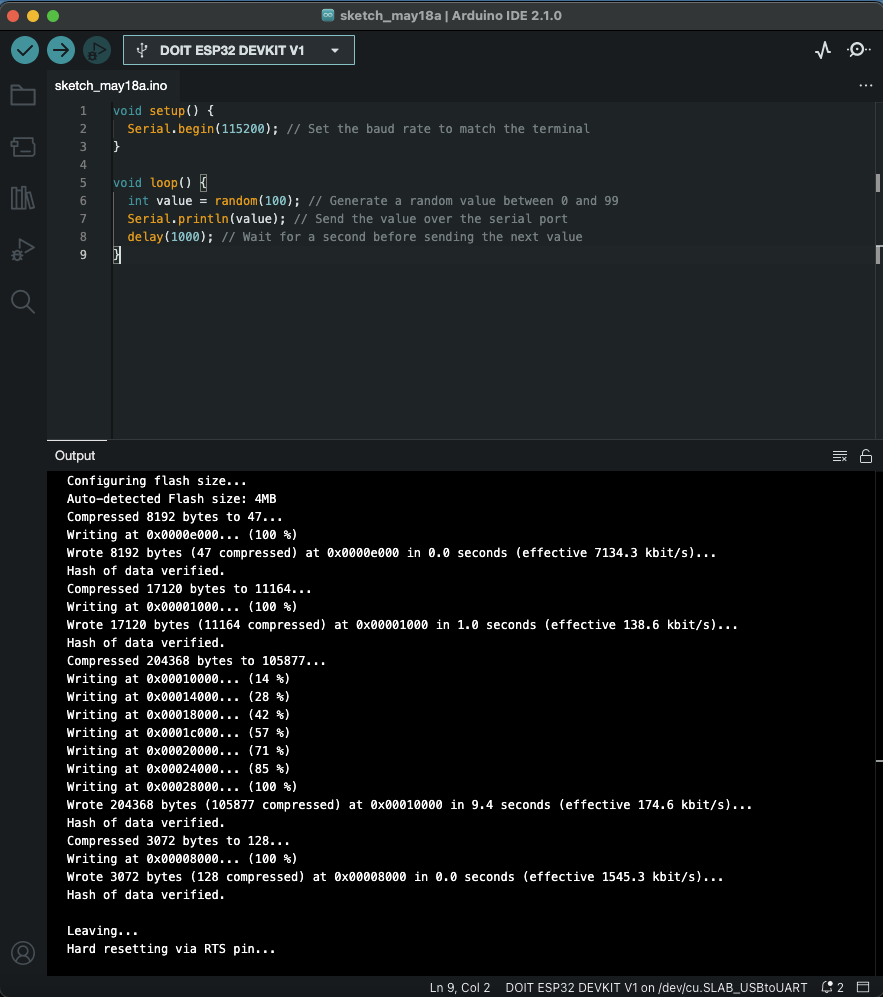 sketch_may18a | Arduino IDE 2.1.0
DOIT ESP32 DEVKIT V1
sketch_may18a.ino
1 void setup() {
2   Serial.begin(115200); // Set the baud rate to match the terminal
3 }
4
5 void loop() {
6   int value = random(100); // Generate a random value between 0 and 99
7   Serial.println(value); // Send the value over the serial port
8   delay(1000); // Wait for a second before sending the next value
9 }
Output
Configuring flash size...
Auto-detected Flash size: 4MB
Compressed 8192 bytes to 47...
Writing at 0x0000e000... (100 %)
Wrote 8192 bytes (47 compressed) at 0x0000e000 in 0.0 seconds (effective 7134.3 kbit/s)...
Hash of data verified.
Compressed 17120 bytes to 11164...
Writing at 0x00001000... (100 %)
Wrote 17120 bytes (11164 compressed) at 0x00001000 in 1.0 seconds (effective 138.6 kbit/s)...
Hash of data verified.
Compressed 204368 bytes to 105877...
Writing at 0x00010000... (14 %)
Writing at 0x00014000... (28 %)
Writing at 0x00018000... (42 %)
Writing at 0x0001c000... (57 %)
Writing at 0x00020000... (71 %)
Writing at 0x00024000... (85 %)
Writing at 0x00028000... (100 %)
Wrote 204368 bytes (105877 compressed) at 0x00010000 in 9.4 seconds (effective 174.6 kbit/s)...
Hash of data verified.
Compressed 3072 bytes to 128...
Writing at 0x00008000... (100 %)
Wrote 3072 bytes (128 compressed) at 0x00008000 in 0.0 seconds (effective 1545.3 kbit/s)...
Hash of data verified.

Leaving...
Hard resetting via RTS pin...
Ln 9, Col 2 DOIT ESP32 DEVKIT V1 on /dev/cu.SLAB_USBtoUART 2